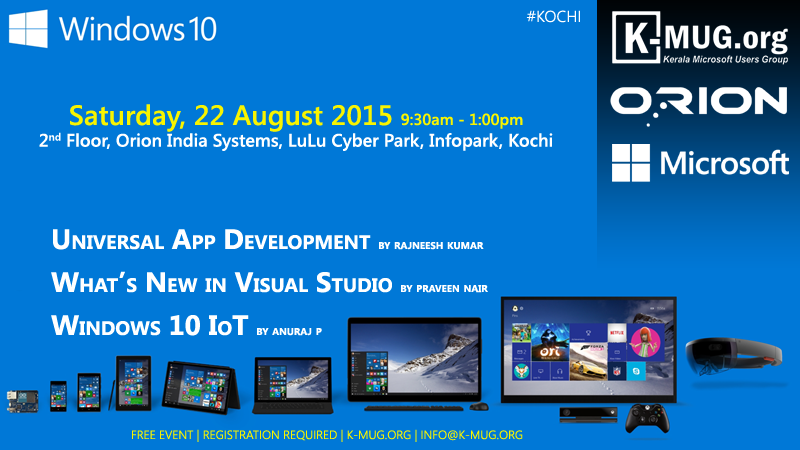 Windows 10
#KOCHI
K-MUG.org
Kerala Microsoft Users Group
ORION
Microsoft
Saturday, 22 August 2015 9:30am - 1:00pm
2nd Floor, Orion India Systems, LuLu Cyber Park, Infopark, Kochi
UNIVERSAL APP DEVELOPMENT BY RAJNEESH KUMAR
WHAT'S NEW IN VISUAL STUDIO BY PRAVEEN NAIR
WINDOWS 10 IOT BY ANURAJ P
ori
FORZA
NETFLIX
FREE EVENT | REGISTRATION REQUIRED | K-MUG.ORG | INFO@K-MUG.ORG